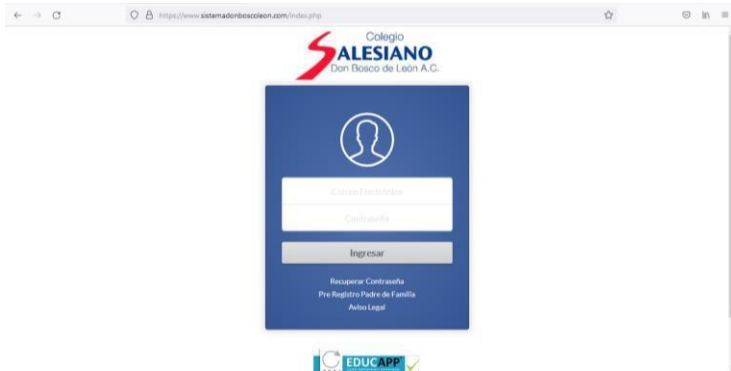 https://www.sistemadonboscoleon.com/index.php
Colegio
SALESIANO
Don Bosco de León A.C.
Correo Electrónico
Contraseña
Ingresar
Recuperar Contraseña
Pre Registro Padre de Familia
Aviso Legal
EDUCAPP